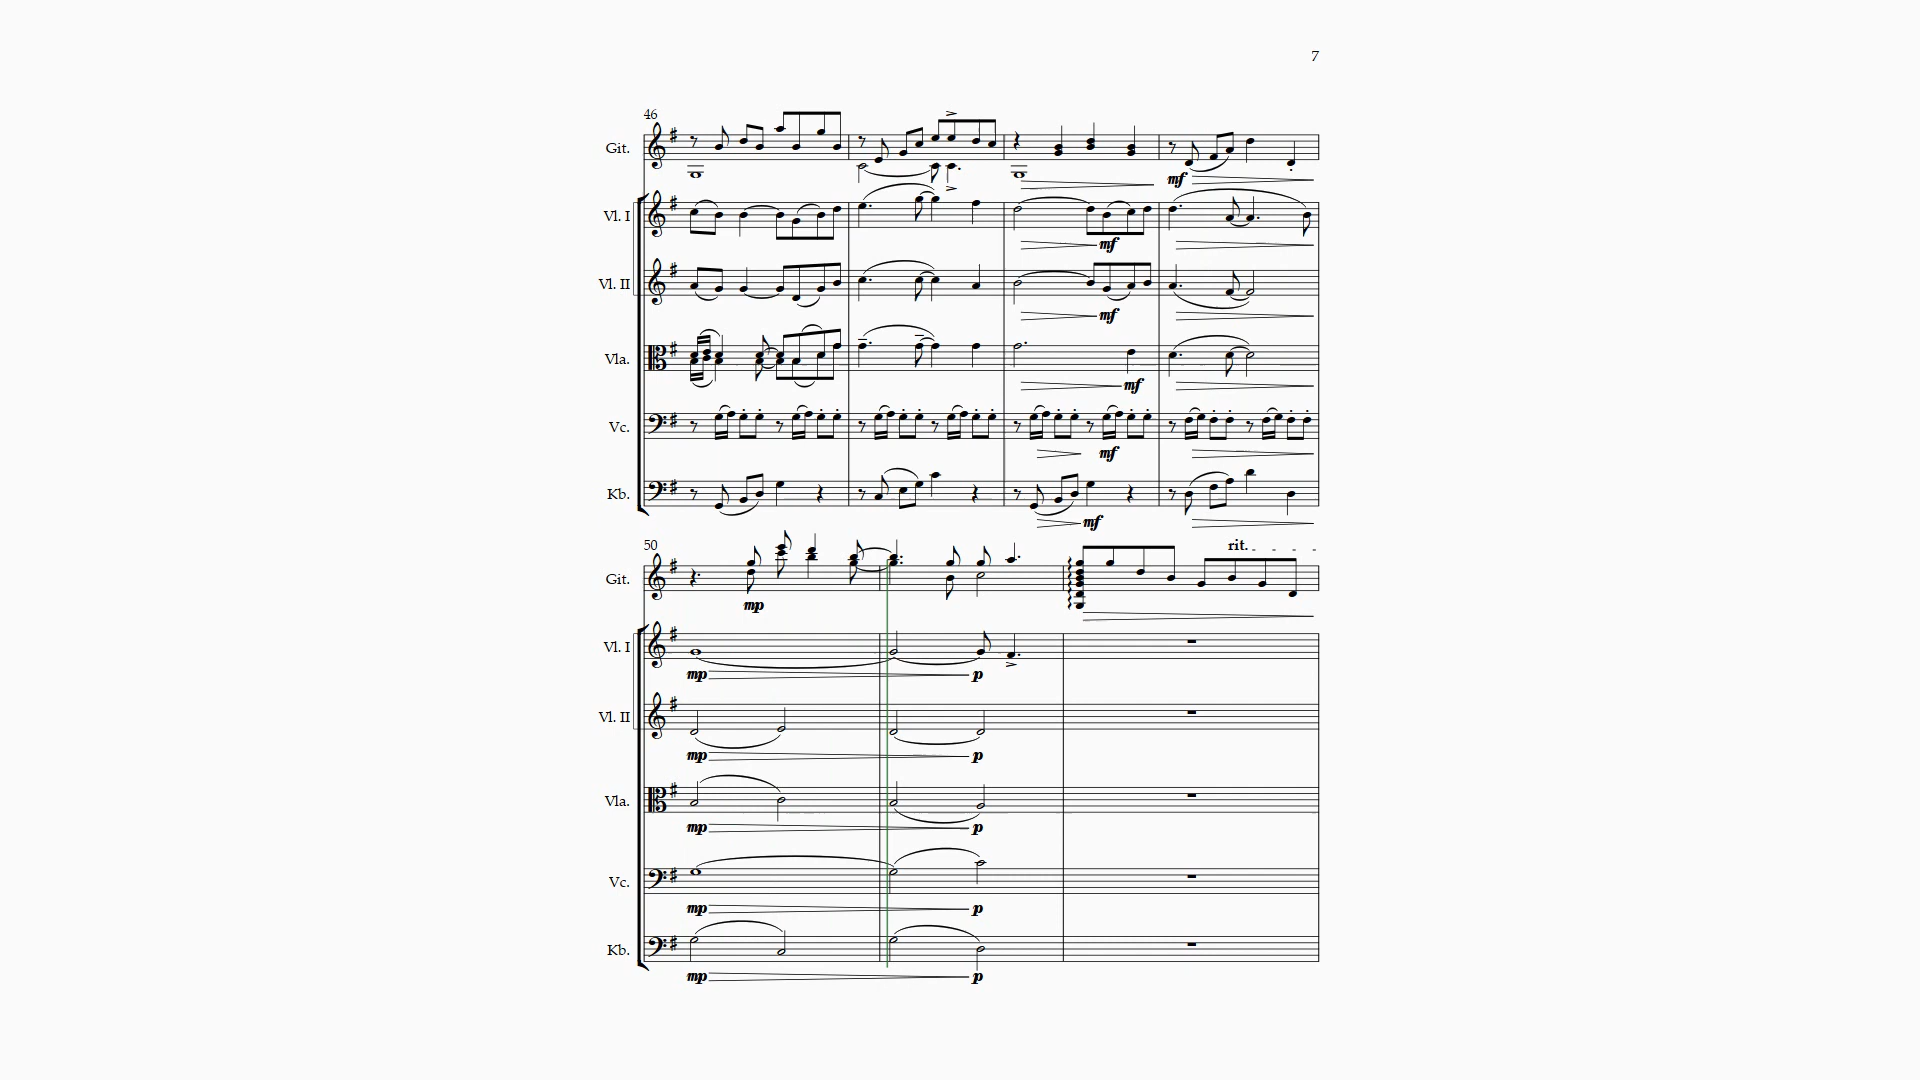 7
46
Git.
mf
Vl. I
mf
Vl. II
mf
Vla.
mf
Vc.
mf
Kb.
mf
50
rit.
Git.
mp
Vl. I
mp p
Vl. II
mp p
Vla.
mp p
Vc.
mp p
Kb.
mp p